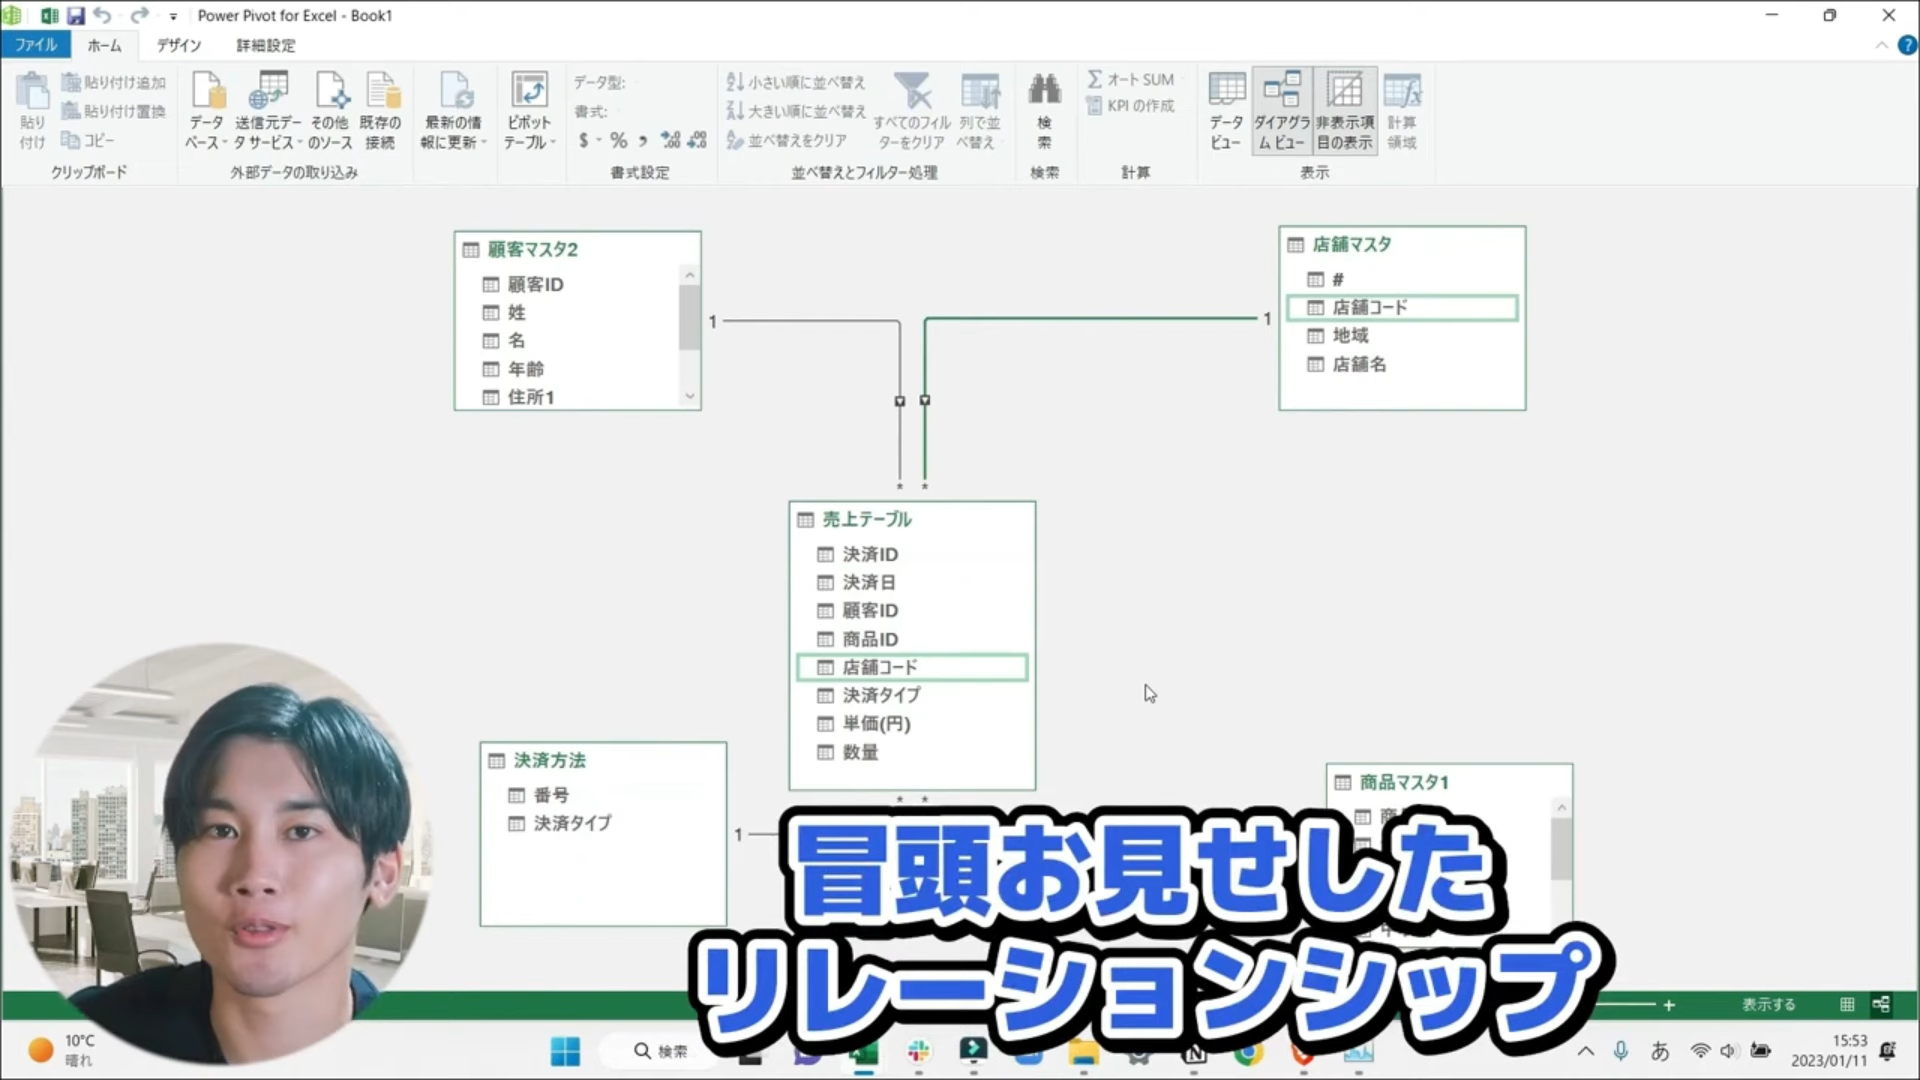 Power Pivot for Excel - Book1
ファイル
ホーム
デザイン
詳細設定
貼り
付け
貼り付け追加
貼り付け置換
コピー
クリップボード
データ
ベース
送信元デー
タ サービス
その他
のソース
既存の
接続
外部データの取り込み
最新の情
報に更新
ピボット
テーブル
データ型:
書式:
$ % ,
書式設定
小さい順に並べ替え
大きい順に並べ替え
並べ替えをクリア
すべてのフィル
ターをクリア
列で並
べ替え
並べ替えとフィルター処理
検
索
検索
オート SUM
KPI の作成
計算
データ
ビュー
ダイアグラ
ム ビュー
非表示項
目の表示
計算
領域
表示
顧客マスタ2
顧客ID
姓
名
年齢
住所1
1
店舗マスタ
#
店舗コード
地域
店舗名
1
* *
売上テーブル
決済ID
決済日
顧客ID
商品ID
店舗コード
決済タイプ
単価(円)
数量
* *
決済方法
番号
決済タイプ
1
商品マスタ1
冒頭お見せした
リレーションシップ
表示する
10°C
晴れ
検索
あ
15:53
2023/01/11